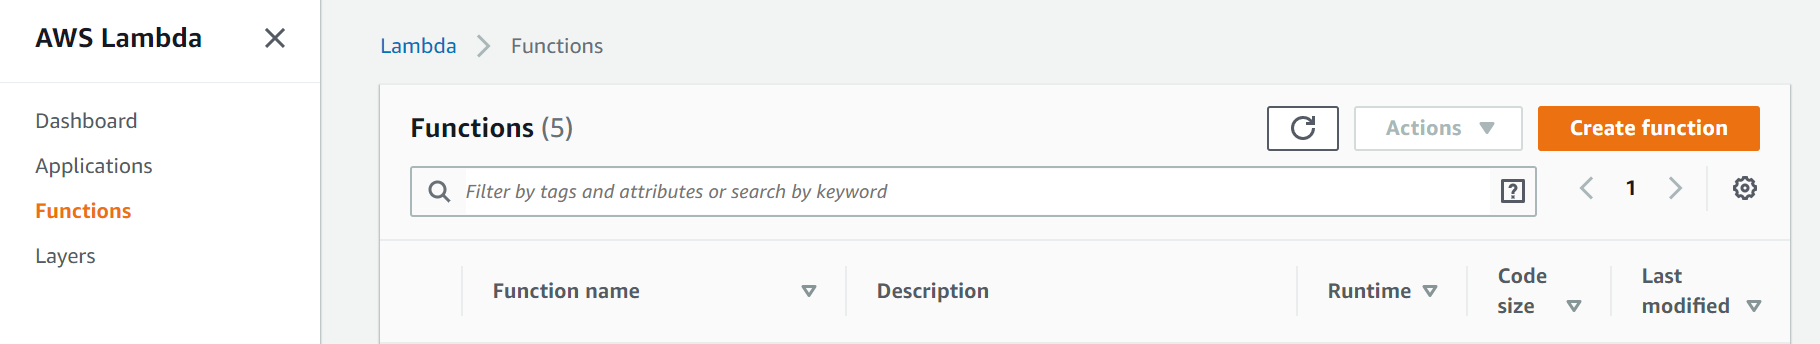 AWS Lambda
Dashboard
Applications
Functions
Layers
Lambda > Functions
Functions (5)
Actions
Create function
Filter by tags and attributes or search by keyword
?
1
Function name
Description
Runtime
Code
size
Last
modified